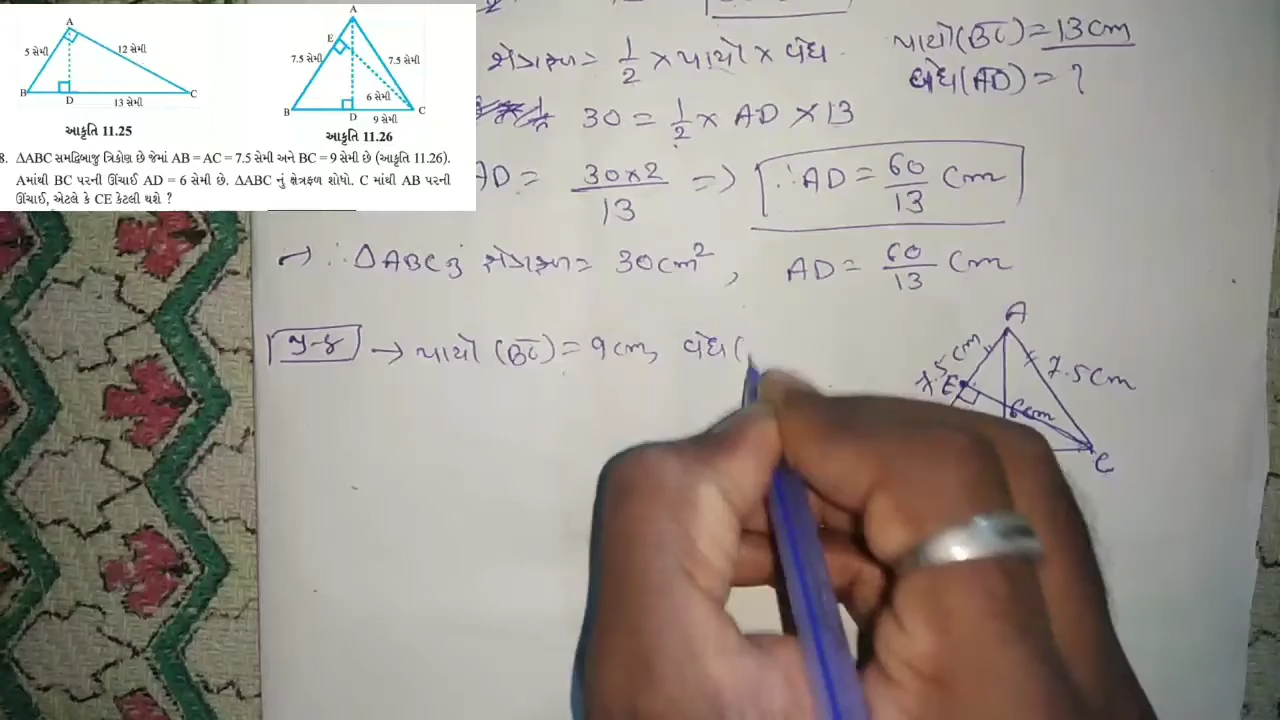 A
5 સેમી
12 સેમી
B
D
C
13 સેમી
આકૃતિ 11.25
A
E
7.5 સેમી
7.5 સેમી
6 સેમી
B
D
C
9 સેમી
આકૃતિ 11.26
8. ΔABC સમદ્વિબાજુ ત્રિકોણ છે જેમાં AB = AC = 7.5 સેમી અને BC = 9 સેમી છે (આકૃતિ 11.26).
Aમાંથી BC પરની ઊંચાઈ AD = 6 સેમી છે. ΔABC નું ક્ષેત્રફળ શોધો. C માંથી AB પરની
ઊંચાઈ, એટલે કે CE કેટલી થશે ?
ક્ષેત્રફળ = 1/2 × પાયો × વેધ
પાયો (BC) = 13 cm
વેધ (AD) = ?
30 = 1/2 × AD × 13
AD = 30×2/13 => ∴ AD = 60/13 cm
→ ∴ ΔABC નું ક્ષેત્રફળ = 30 cm², AD = 60/13 cm
→ પાયો (BC) = 9 cm, વેધ (
A
5 cm
7.5 cm
E
6 cm
C